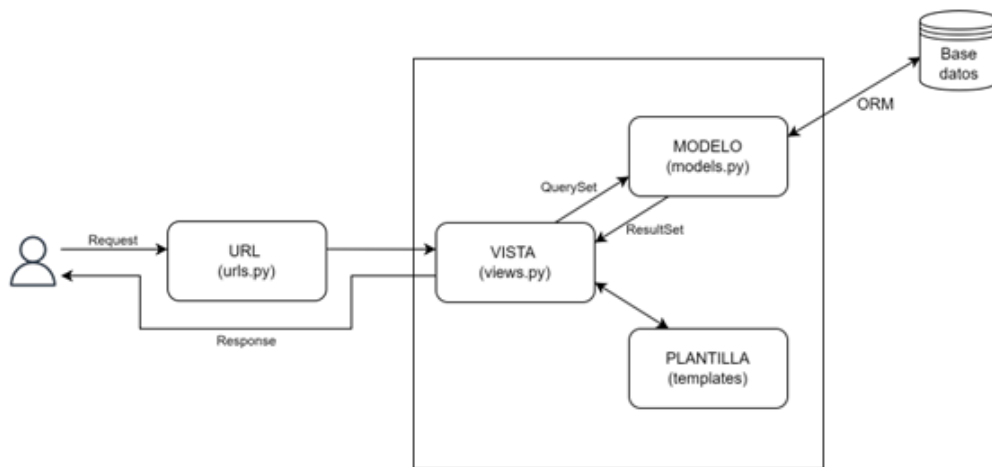 Base
datos
ORM
MODELO
(models.py)
QuerySet
ResultSet
Request
URL
(urls.py)
VISTA
(views.py)
Response
PLANTILLA
(templates)